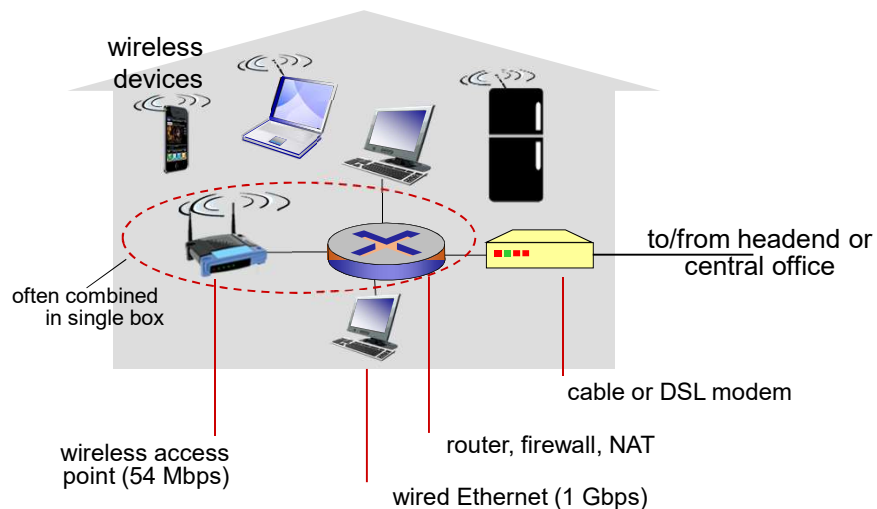 wireless
devices
to/from headend or
central office
often combined
in single box
cable or DSL modem
router, firewall, NAT
wireless access
point (54 Mbps)
wired Ethernet (1 Gbps)